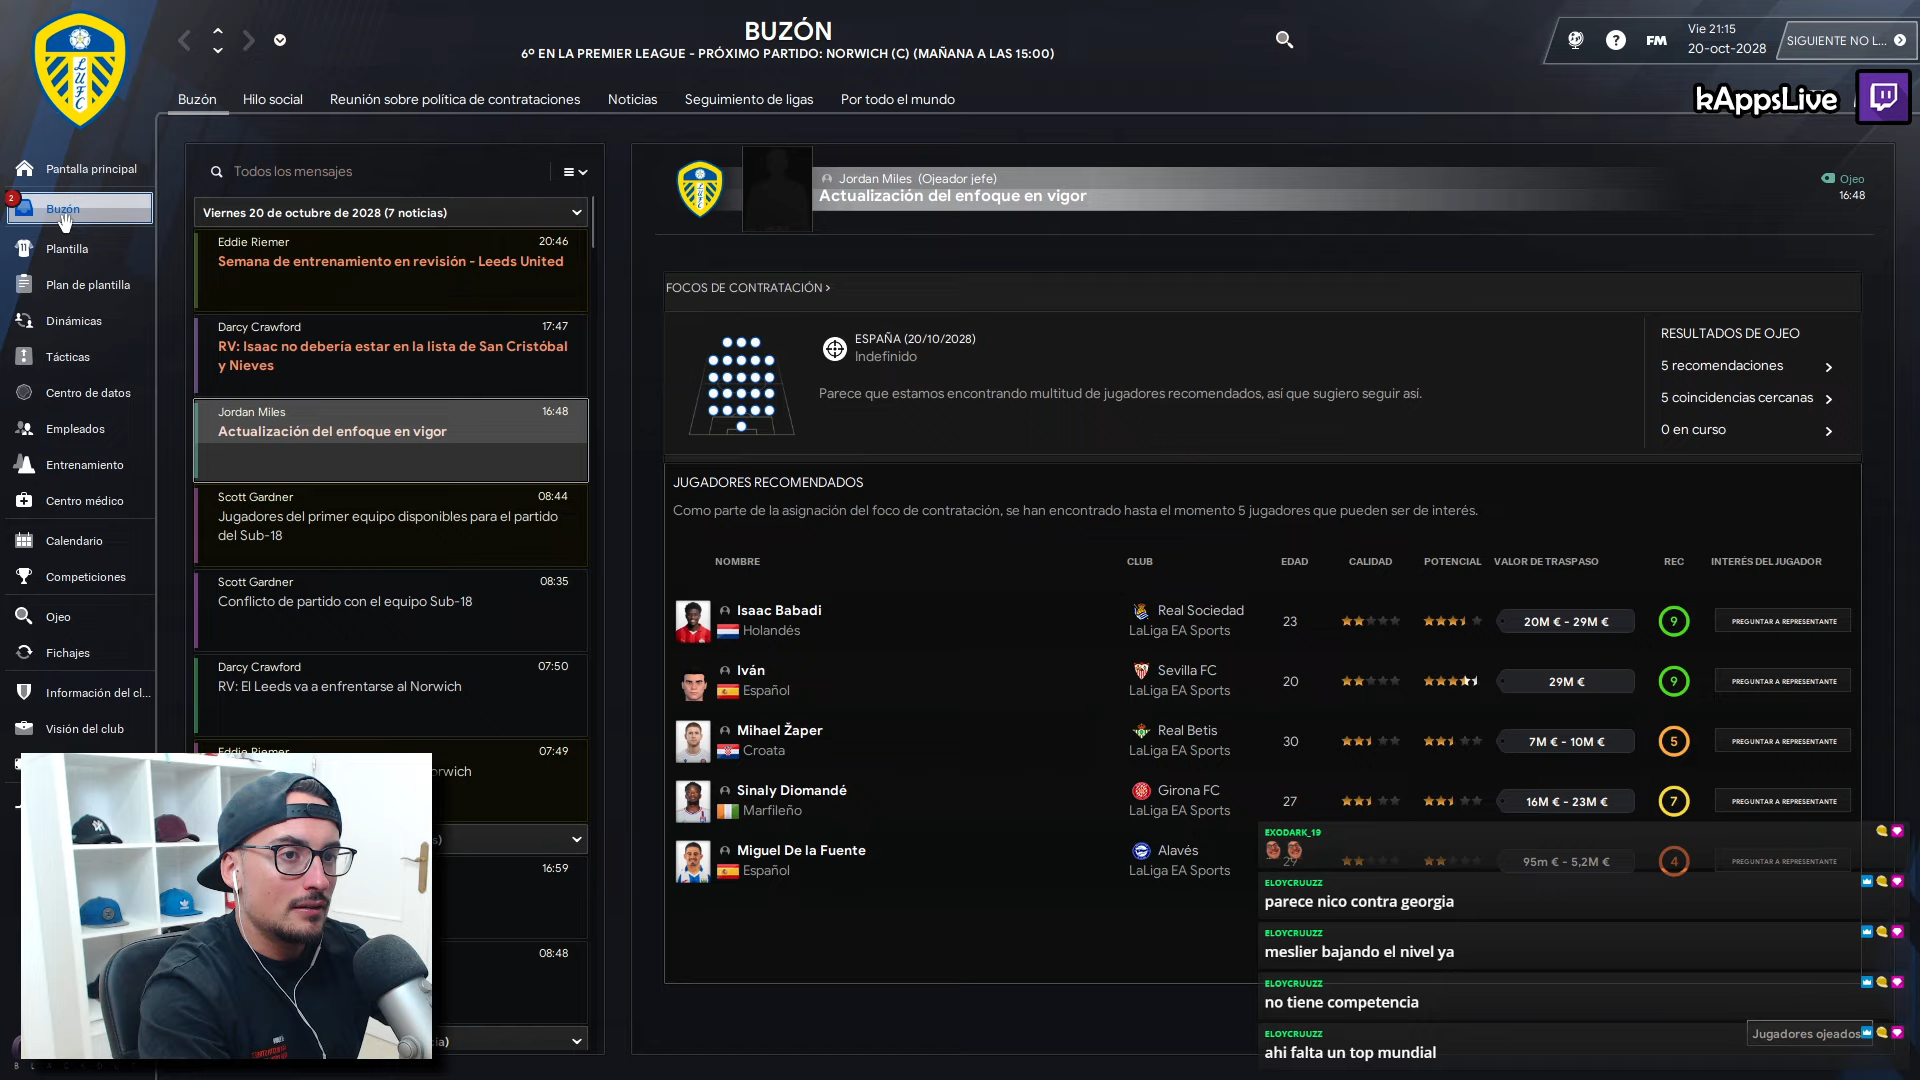 BUZÓN
6º EN LA PREMIER LEAGUE - PRÓXIMO PARTIDO: NORWICH (C) (MAÑANA A LAS 15:00)
FM
Vie 21:15
20-oct-2028
SIGUIENTE NO L...
kAppsLive
Buzón
Hilo social
Reunión sobre política de contrataciones
Noticias
Seguimiento de ligas
Por todo el mundo
LUFC
Pantalla principal
2
Buzón
Plantilla
Plan de plantilla
Dinámicas
Tácticas
Centro de datos
Empleados
Entrenamiento
Centro médico
Calendario
Competiciones
Ojeo
Fichajes
Información del cl...
Visión del club
Todos los mensajes
Viernes 20 de octubre de 2028 (7 noticias)
Eddie Riemer 20:46
Semana de entrenamiento en revisión - Leeds United
Darcy Crawford 17:47
RV: Isaac no debería estar en la lista de San Cristóbal
y Nieves
Jordan Miles 16:48
Actualización del enfoque en vigor
Scott Gardner 08:44
Jugadores del primer equipo disponibles para el partido
del Sub-18
Scott Gardner 08:35
Conflicto de partido con el equipo Sub-18
Darcy Crawford 07:50
RV: El Leeds va a enfrentarse al Norwich
Eddie Riemer 07:49
16:59
08:48
Jordan Miles (Ojeador jefe)
Actualización del enfoque en vigor
Ojeo
16:48
FOCOS DE CONTRATACIÓN >
ESPAÑA (20/10/2028)
Indefinido
Parece que estamos encontrando multitud de jugadores recomendados, así que sugiero seguir así.
RESULTADOS DE OJEO
5 recomendaciones
5 coincidencias cercanas
0 en curso
JUGADORES RECOMENDADOS
Como parte de la asignación del foco de contratación, se han encontrado hasta el momento 5 jugadores que pueden ser de interés.
NOMBRE CLUB EDAD CALIDAD POTENCIAL VALOR DE TRASPASO REC INTERÉS DEL JUGADOR
Isaac Babadi Real Sociedad
Holandés LaLiga EA Sports
23 20M € - 29M € 9 PREGUNTAR A REPRESENTANTE
Iván Sevilla FC
Español LaLiga EA Sports
20 29M € 9 PREGUNTAR A REPRESENTANTE
Mihael Žaper Real Betis
Croata LaLiga EA Sports
30 7M € - 10M € 5 PREGUNTAR A REPRESENTANTE
Sinaly Diomandé Girona FC
Marfileño LaLiga EA Sports
27 16M € - 23M € 7 PREGUNTAR A REPRESENTANTE
Miguel De la Fuente Alavés
Español LaLiga EA Sports
29 95m € - 5,2M € 4 PREGUNTAR A REPRESENTANTE
EXODARK_19
ELOYCRUUZZ
parece nico contra georgia
ELOYCRUUZZ
meslier bajando el nivel ya
ELOYCRUUZZ
no tiene competencia
ELOYCRUUZZ
ahi falta un top mundial
Jugadores ojeados